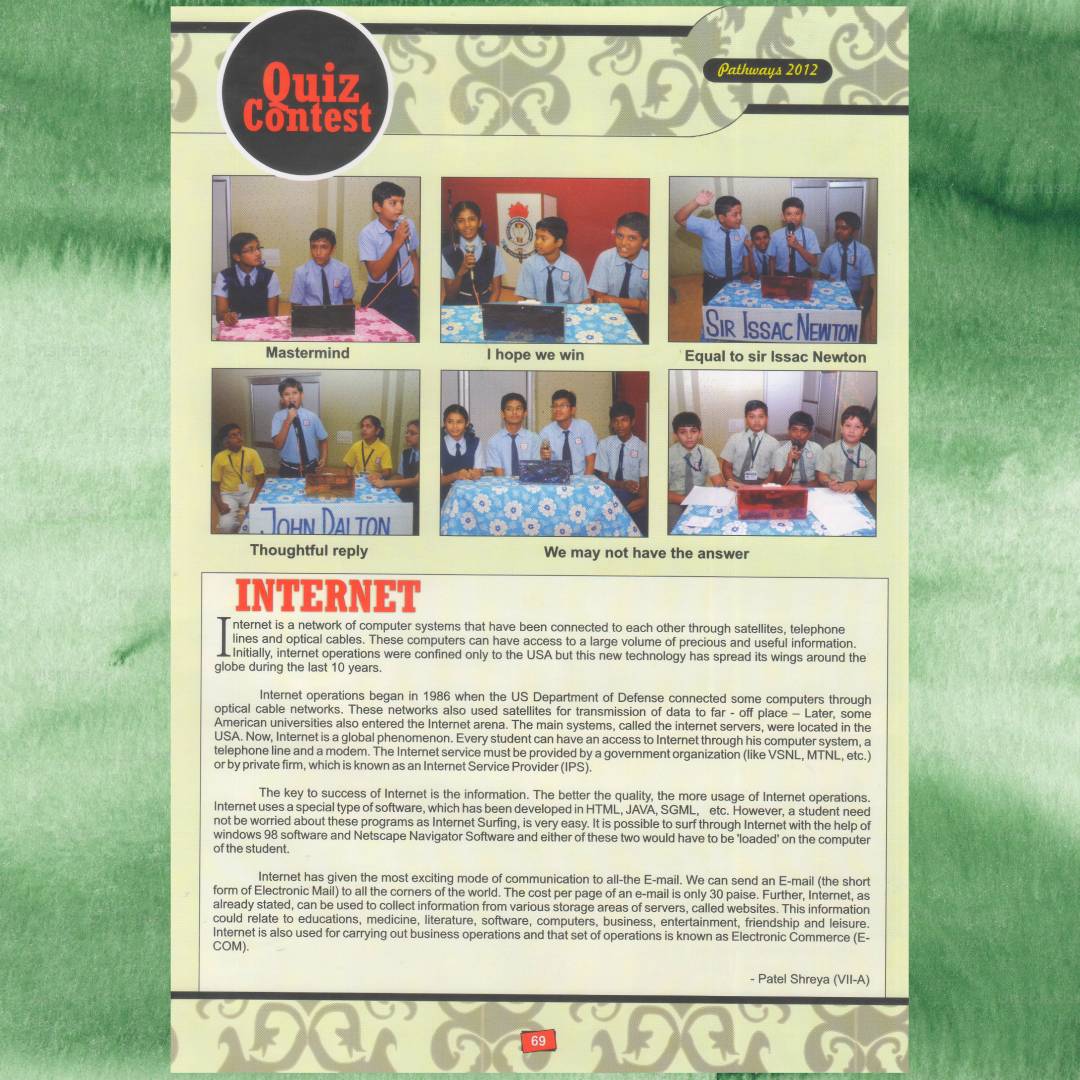 Quiz
Contest
Pathways 2012
Mastermind
I hope we win
SIR ISSAC NEWTON
Equal to sir Issac Newton
JOHN DALTON
Thoughtful reply
We may not have the answer
INTERNET
Internet is a network of computer systems that have been connected to each other through satellites, telephone
lines and optical cables. These computers can have access to a large volume of precious and useful information.
Initially, internet operations were confined only to the USA but this new technology has spread its wings around the
globe during the last 10 years.
Internet operations began in 1986 when the US Department of Defense connected some computers through
optical cable networks. These networks also used satellites for transmission of data to far - off place – Later, some
American universities also entered the Internet arena. The main systems, called the internet servers, were located in the
USA. Now, Internet is a global phenomenon. Every student can have an access to Internet through his computer system, a
telephone line and a modem. The Internet service must be provided by a government organization (like VSNL, MTNL, etc.)
or by private firm, which is known as an Internet Service Provider (IPS).
The key to success of Internet is the information. The better the quality, the more usage of Internet operations.
Internet uses a special type of software, which has been developed in HTML, JAVA, SGML, etc. However, a student need
not be worried about these programs as Internet Surfing, is very easy. It is possible to surf through Internet with the help of
windows 98 software and Netscape Navigator Software and either of these two would have to be 'loaded' on the computer
of the student.
Internet has given the most exciting mode of communication to all-the E-mail. We can send an E-mail (the short
form of Electronic Mail) to all the corners of the world. The cost per page of an e-mail is only 30 paise. Further, Internet, as
already stated, can be used to collect information from various storage areas of servers, called websites. This information
could relate to educations, medicine, literature, software, computers, business, entertainment, friendship and leisure.
Internet is also used for carrying out business operations and that set of operations is known as Electronic Commerce (E-
COM).
- Patel Shreya (VII-A)
69